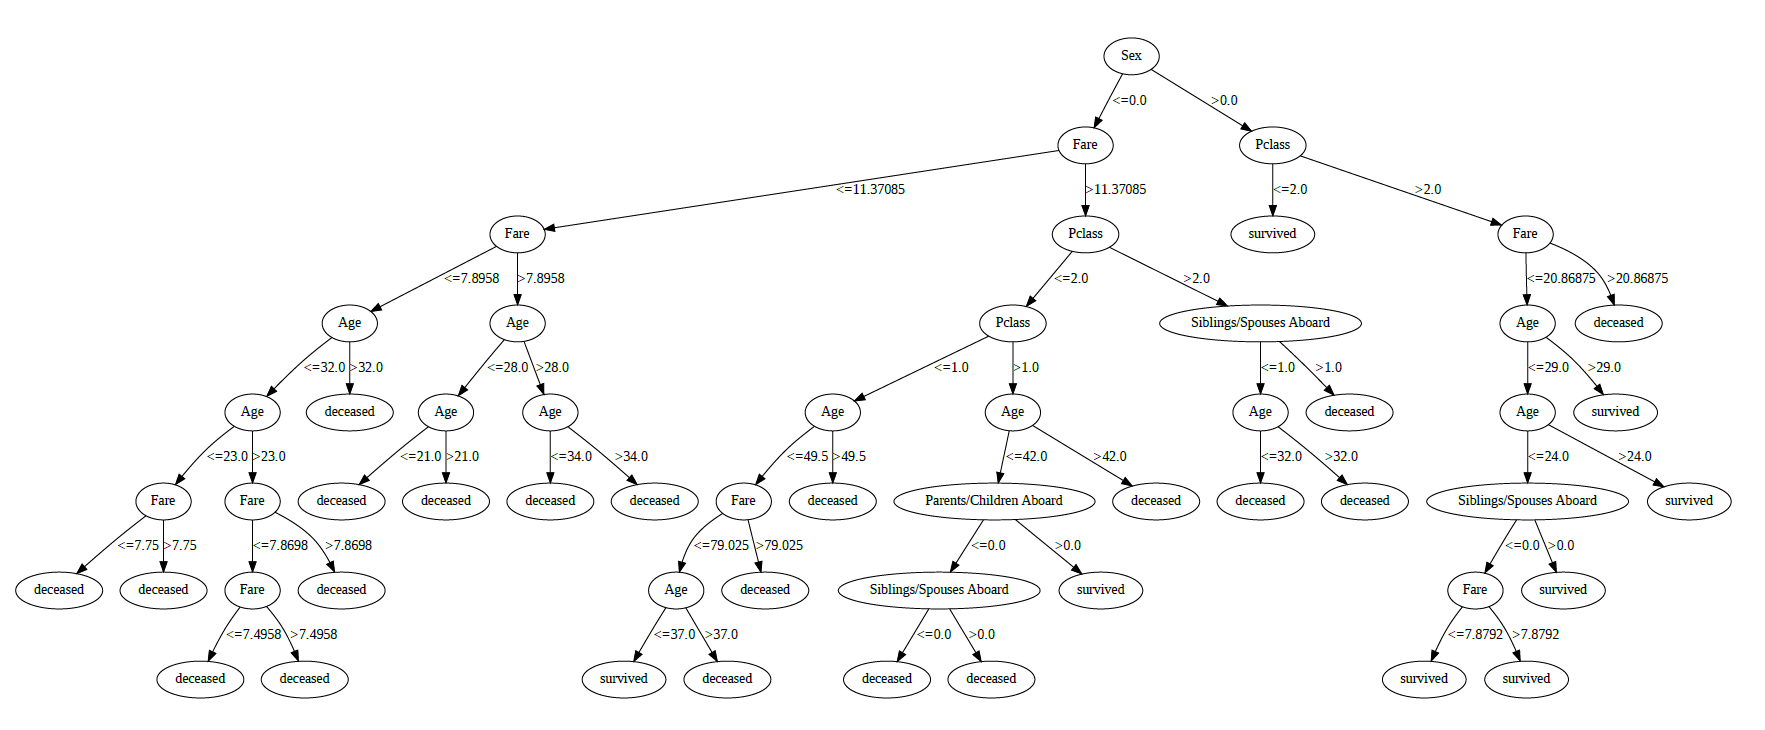 Sex
<=0.0 >0.0
Fare Pclass
<=11.37085 >11.37085 <=2.0 >2.0
Fare Pclass survived Fare
<=7.8958 >7.8958 <=2.0 >2.0 <=20.86875 >20.86875
Age Age Pclass Siblings/Spouses Aboard Age deceased
<=32.0 >32.0 <=28.0 >28.0 <=1.0 >1.0 <=1.0 >1.0 <=29.0 >29.0
Age deceased Age Age Age Age Age deceased Age survived
<=23.0 >23.0 <=21.0 >21.0 <=34.0 >34.0 <=49.5 >49.5 <=42.0 >42.0 <=32.0 >32.0 <=24.0 >24.0
Fare Fare deceased deceased deceased deceased Fare deceased Parents/Children Aboard deceased deceased deceased Siblings/Spouses Aboard survived
<=7.75 >7.75 <=7.8698 >7.8698 <=79.025 >79.025 <=0.0 >0.0 <=0.0 >0.0
deceased deceased Fare deceased Age deceased Siblings/Spouses Aboard survived Fare survived
<=7.4958 >7.4958 <=37.0 >37.0 <=0.0 >0.0 <=7.8792 >7.8792
deceased deceased survived deceased deceased deceased survived survived